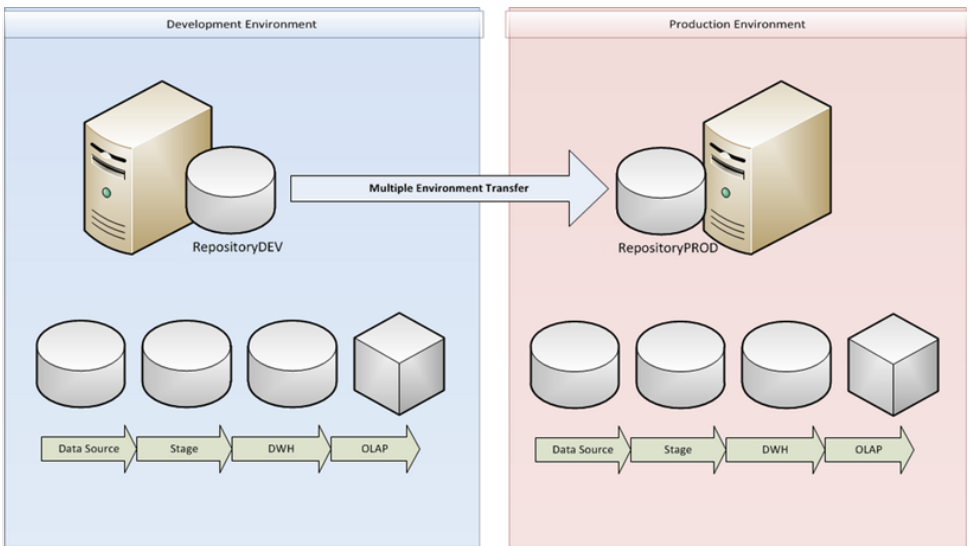 Development Environment
Production Environment
Multiple Environment Transfer
RepositoryDEV
RepositoryPROD
Data Source
Stage
DWH
OLAP
Data Source
Stage
DWH
OLAP